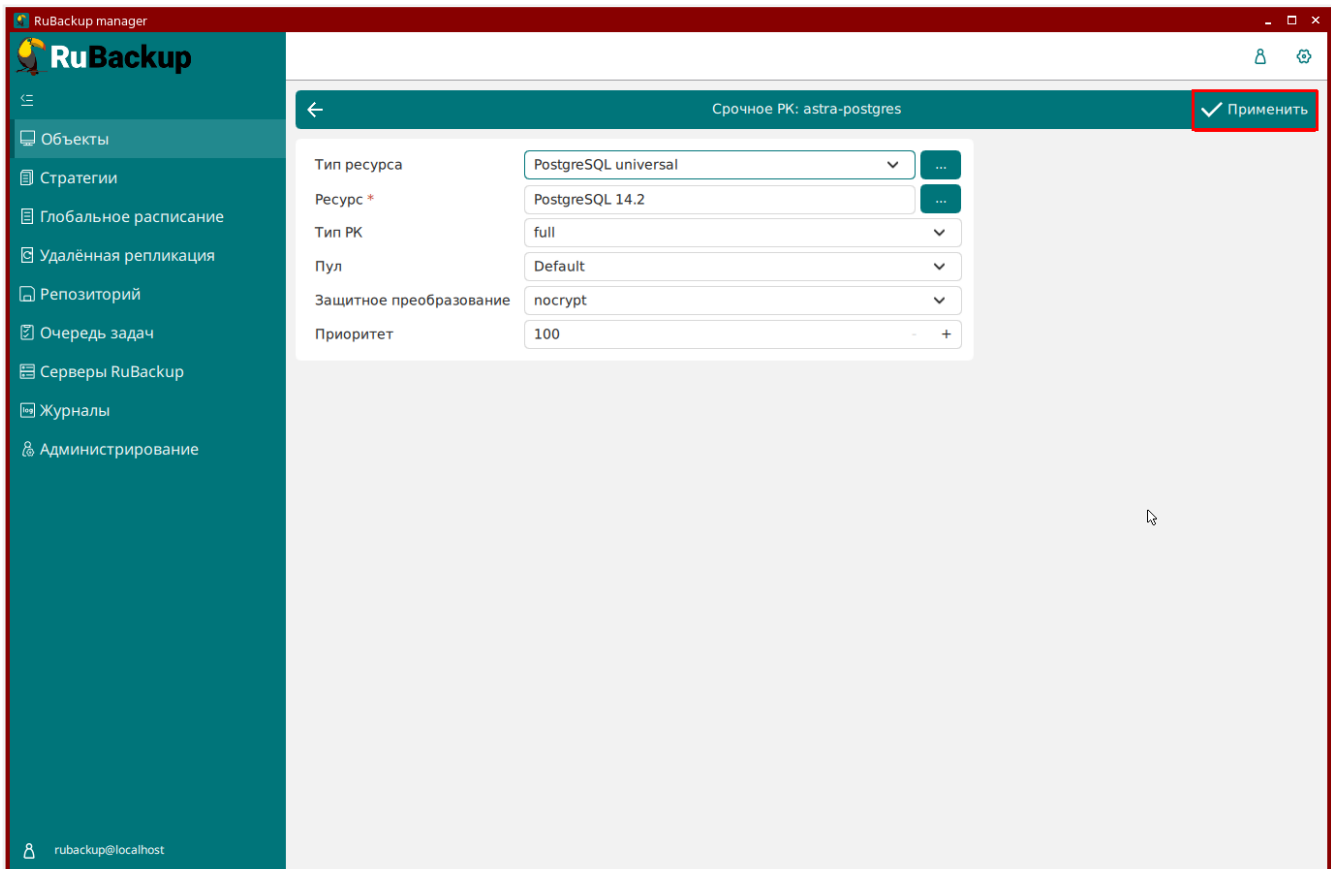 RuBackup manager
RuBackup
Объекты
Стратегии
Глобальное расписание
Удалённая репликация
Репозиторий
Очередь задач
Серверы RuBackup
log Журналы
Администрирование
rubackup@localhost
Срочное РК: astra-postgres
Применить
Тип ресурса PostgreSQL universal ...
Ресурс * PostgreSQL 14.2 ...
Тип РК full
Пул Default
Защитное преобразование nocrypt
Приоритет 100 - +